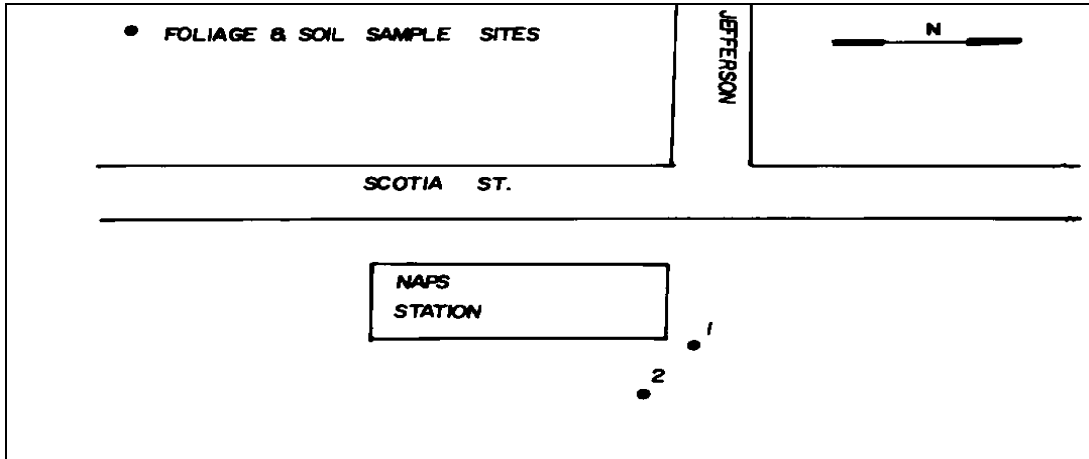 FOLIAGE & SOIL SAMPLE SITES
JEFFERSON
N
SCOTIA ST.
NAPS
STATION
1
2